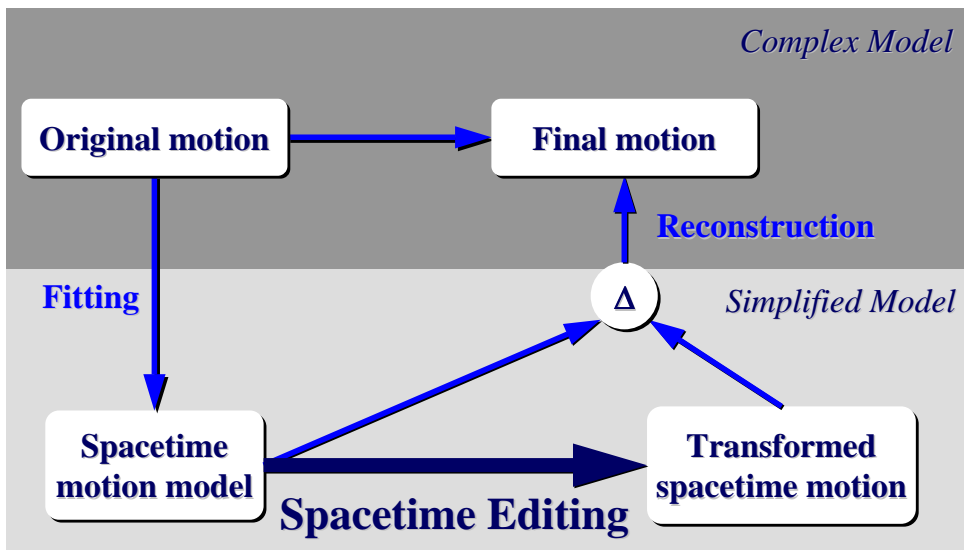 Complex Model
Original motion
Final motion
Reconstruction
Fitting
Δ
Simplified Model
Spacetime
motion model
Transformed
spacetime motion
Spacetime Editing